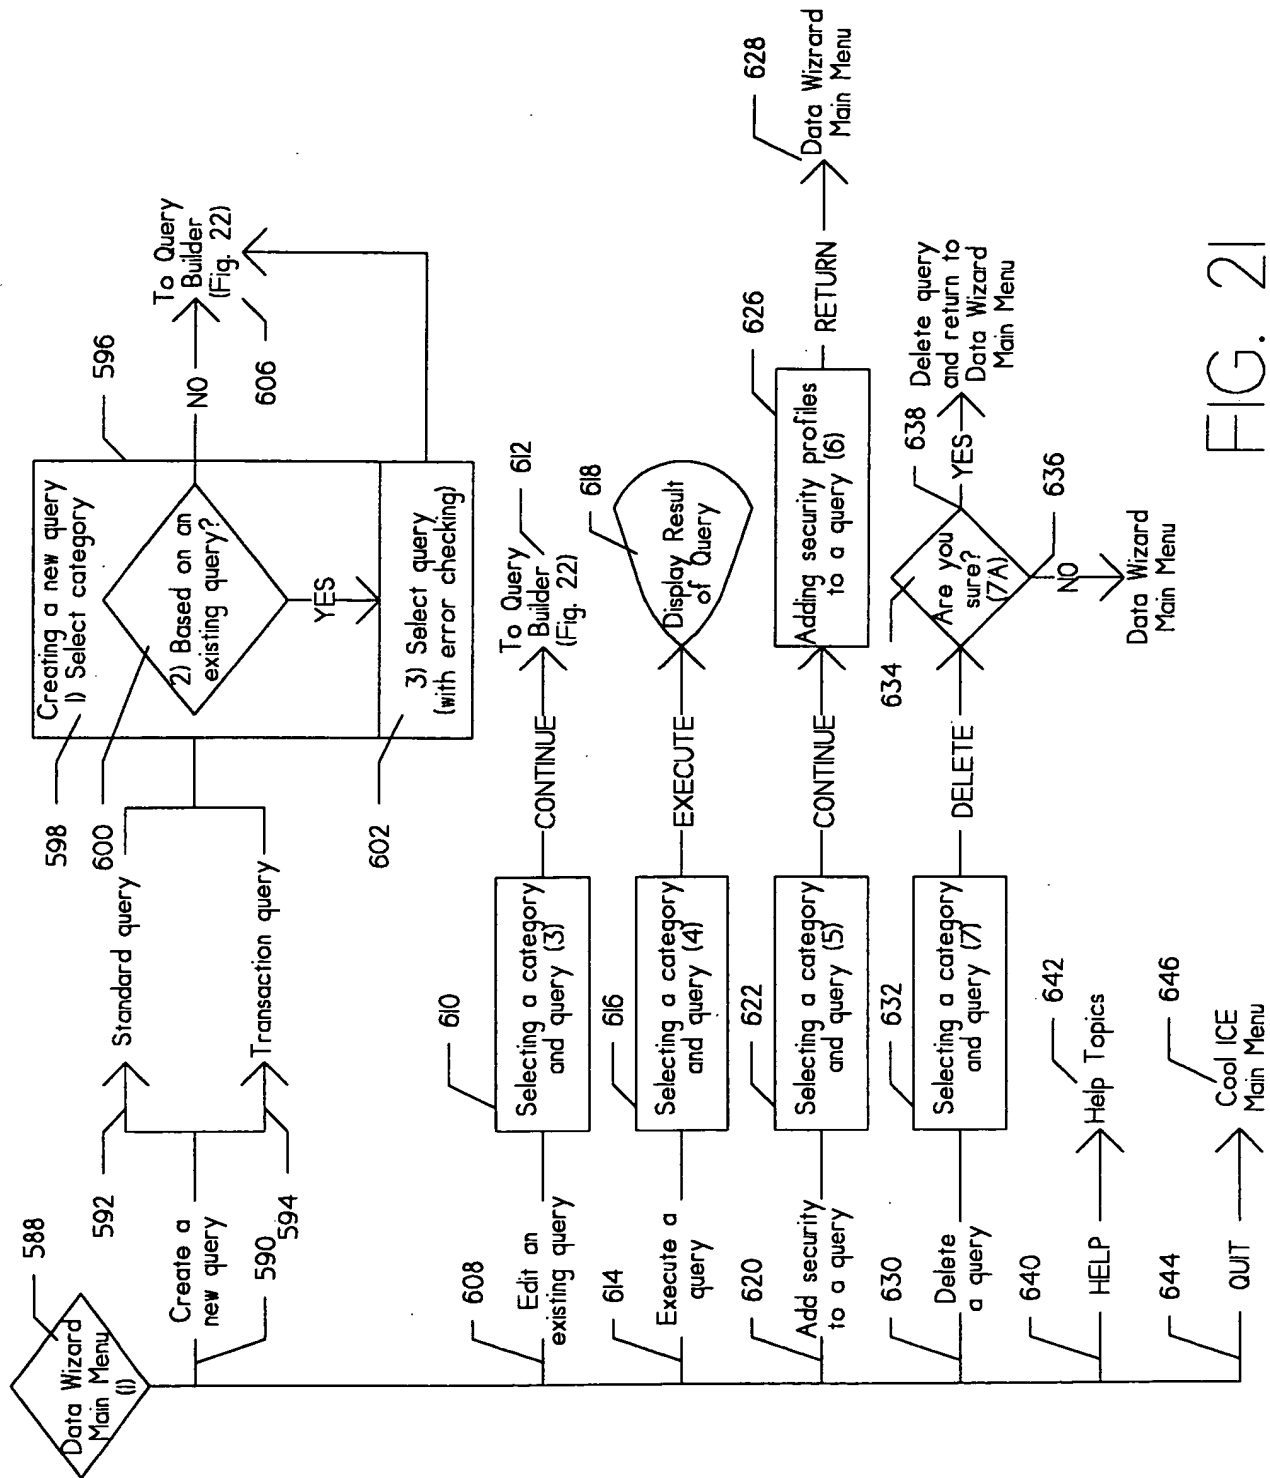 588
Data Wizard
Main Menu
(1)
590
Create a
new query
592
Standard query
594
Transaction query
596
598
Creating a new query
1) Select category
600
2) Based on an
existing query?
NO
To Query
Builder
(Fig. 22)
606
YES
602
3) Select query
(with error checking)
608
Edit an
existing query
610
Selecting a category
and query (3)
CONTINUE
To Query
Builder
(Fig. 22)
612
614
Execute a
query
616
Selecting a category
and query (4)
EXECUTE
618
Display Result
of Query
620
Add security
to a query
622
Selecting a category
and query (5)
CONTINUE
626
Adding security profiles
to a query (6)
RETURN
628
Data Wizrard
Main Menu
630
Delete
a query
632
Selecting a category
and query (7)
DELETE
634
Are you
sure?
(7A)
638
YES
Delete query
and return to
Data Wizard
Main Menu
636
NO
Data Wizard
Main Menu
640
HELP
642
Help Topics
644
QUIT
646
Cool ICE
Main Menu
FIG. 21